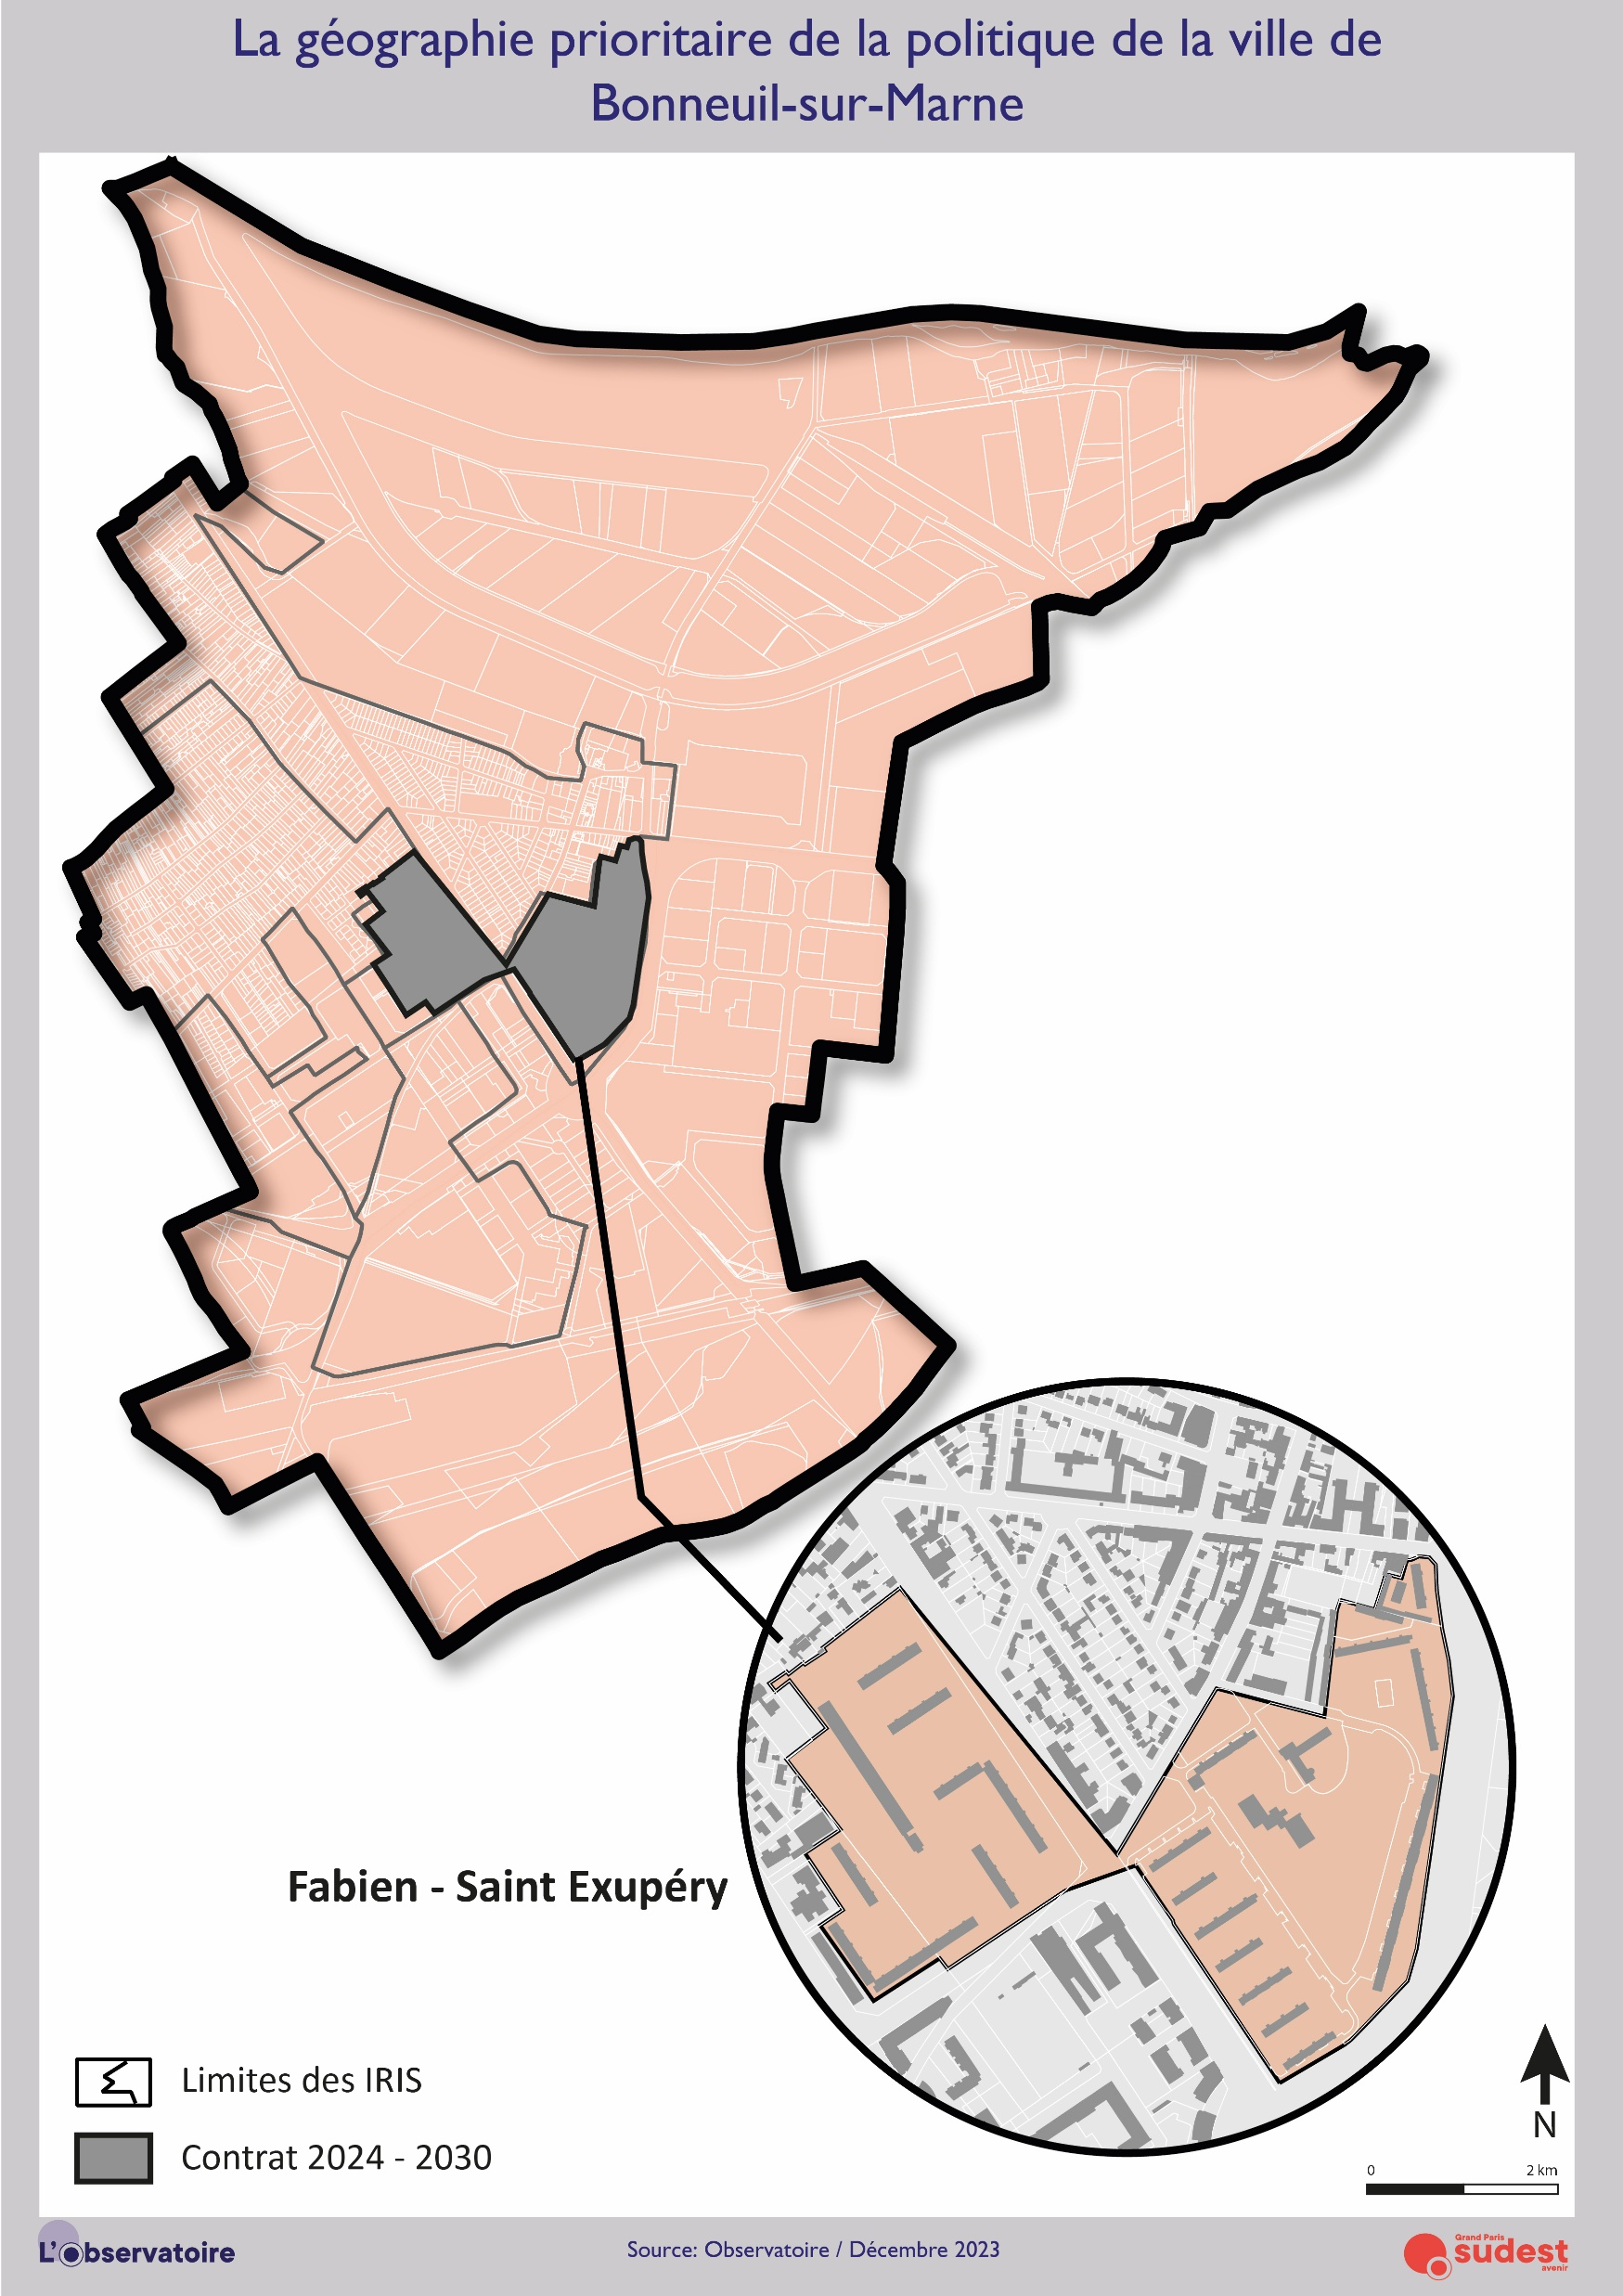 La géographie prioritaire de la politique de la ville de
Bonneuil-sur-Marne
Fabien - Saint Exupéry
Limites des IRIS
Contrat 2024 - 2030
N
0 2 km
L'Observatoire
Source: Observatoire / Décembre 2023
Grand Paris
sudest
avenir